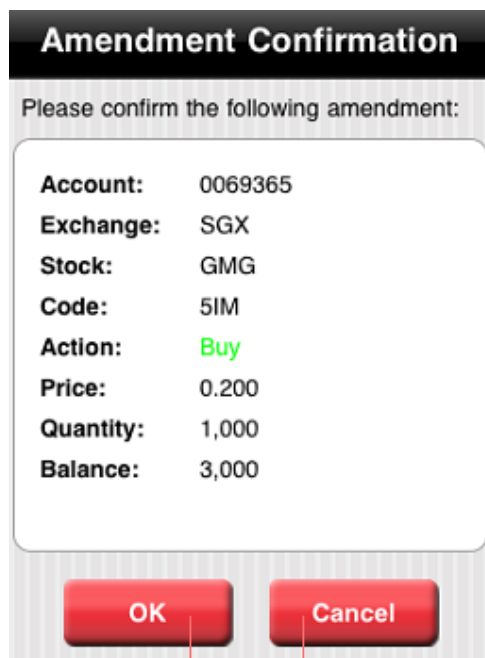 Amendment Confirmation
Please confirm the following amendment:
Account: 0069365
Exchange: SGX
Stock: GMG
Code: 5IM
Action: Buy
Price: 0.200
Quantity: 1,000
Balance: 3,000
OK Cancel